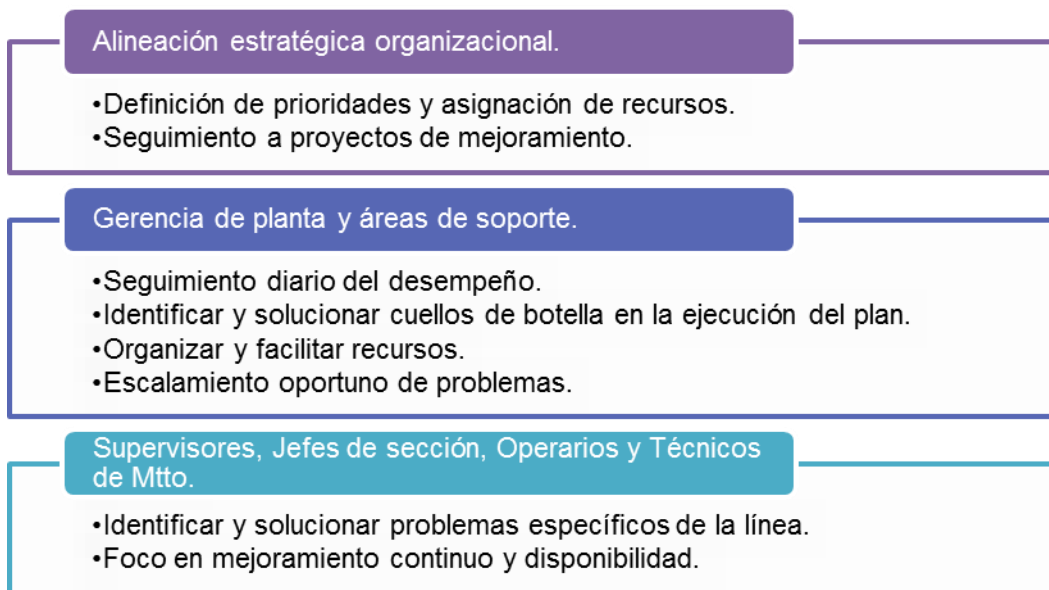 Alineación estratégica organizacional.
•Definición de prioridades y asignación de recursos.
•Seguimiento a proyectos de mejoramiento.
Gerencia de planta y áreas de soporte.
•Seguimiento diario del desempeño.
•Identificar y solucionar cuellos de botella en la ejecución del plan.
•Organizar y facilitar recursos.
•Escalamiento oportuno de problemas.
Supervisores, Jefes de sección, Operarios y Técnicos
de Mtto.
•Identificar y solucionar problemas específicos de la línea.
•Foco en mejoramiento continuo y disponibilidad.